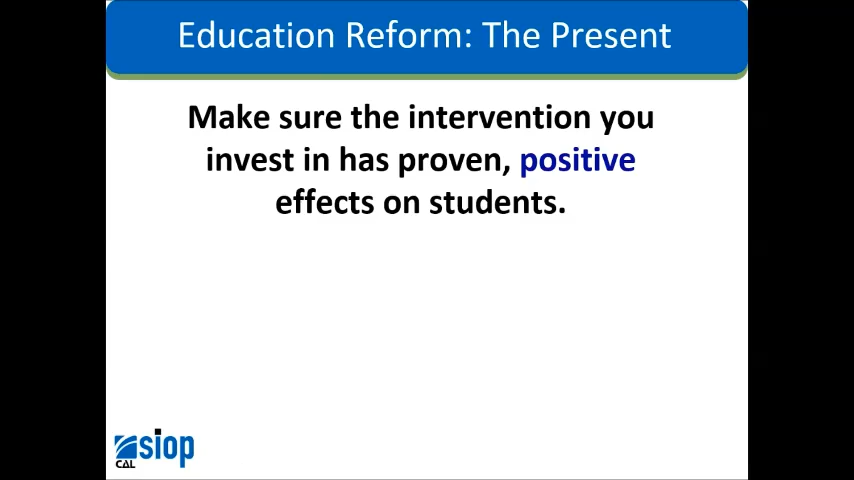 Education Reform: The Present
Make sure the intervention you
invest in has proven, positive
effects on students.
siop
CAL